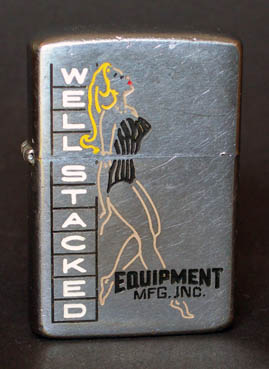 WELL STACKED
EQUIPMENT
MFG. INC.